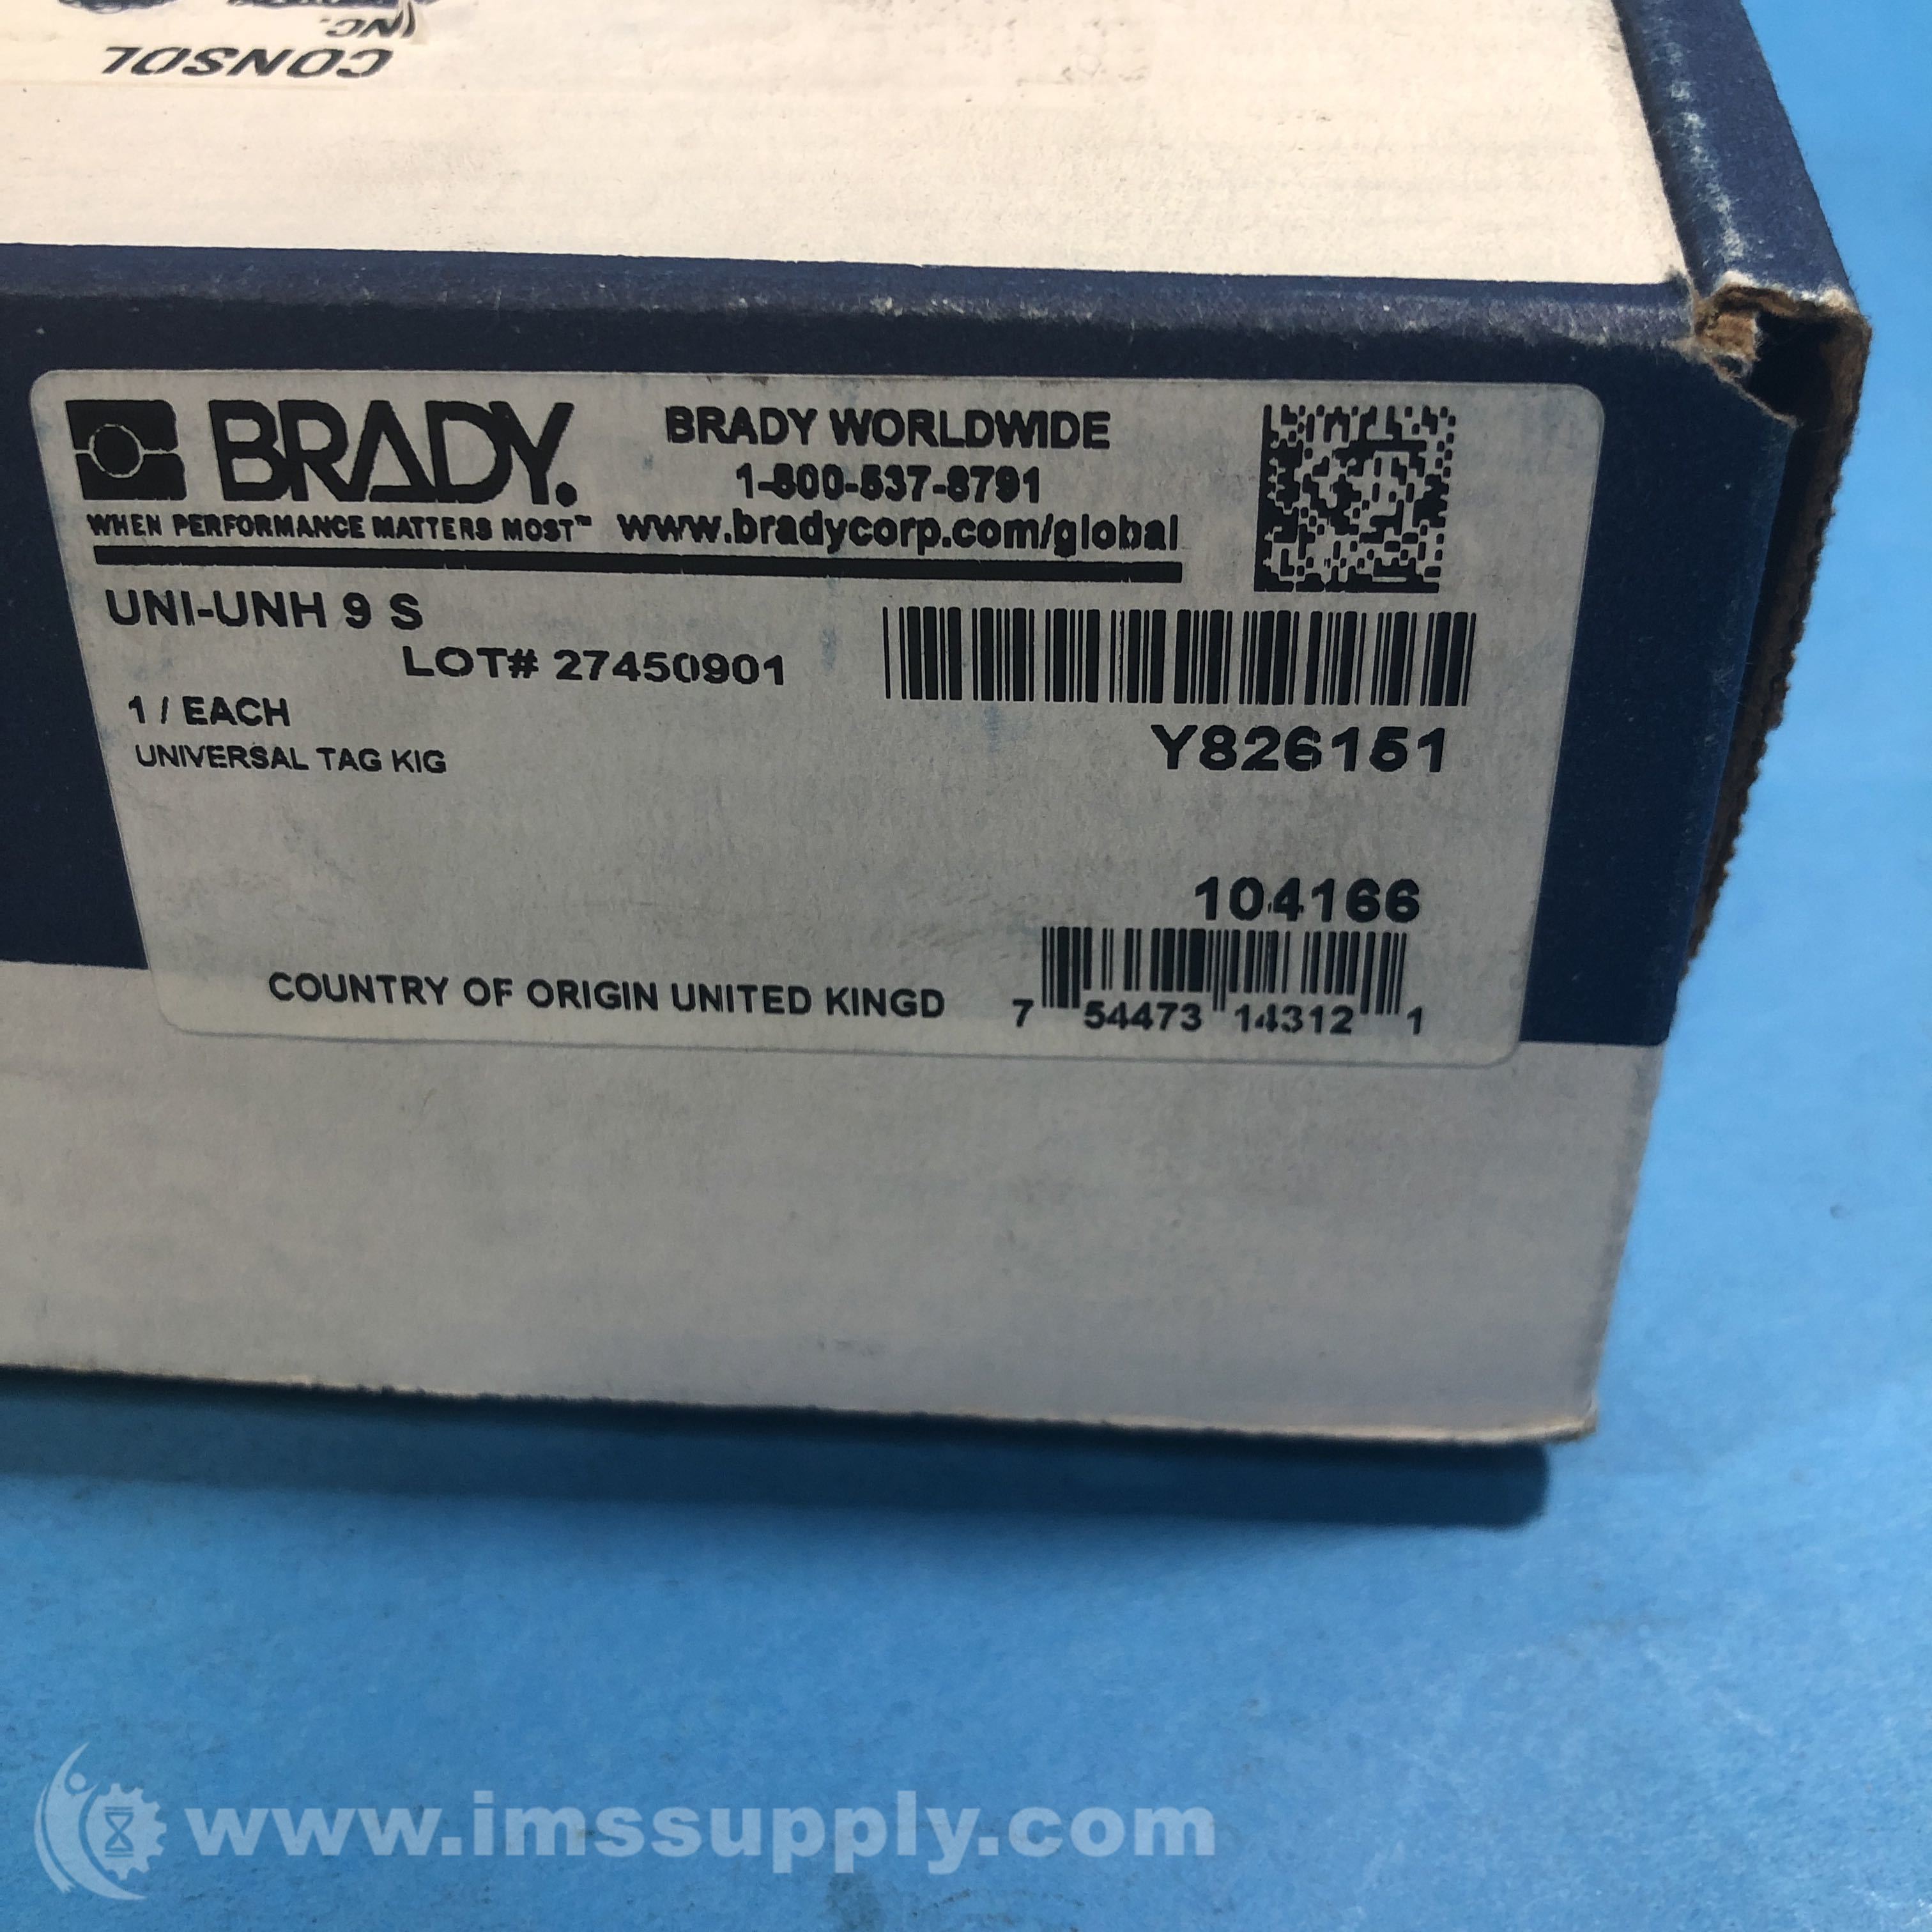 INC.
CONSOL
BRADY.
WHEN PERFORMANCE MATTERS MOST™
BRADY WORLDWIDE
1-800-537-8791
www.bradycorp.com/global
UNI-UNH 9 S
LOT# 27450901
1 / EACH
UNIVERSAL TAG KIG
Y826151
104166
7 54473 14312 1
COUNTRY OF ORIGIN UNITED KINGD
www.imssupply.com